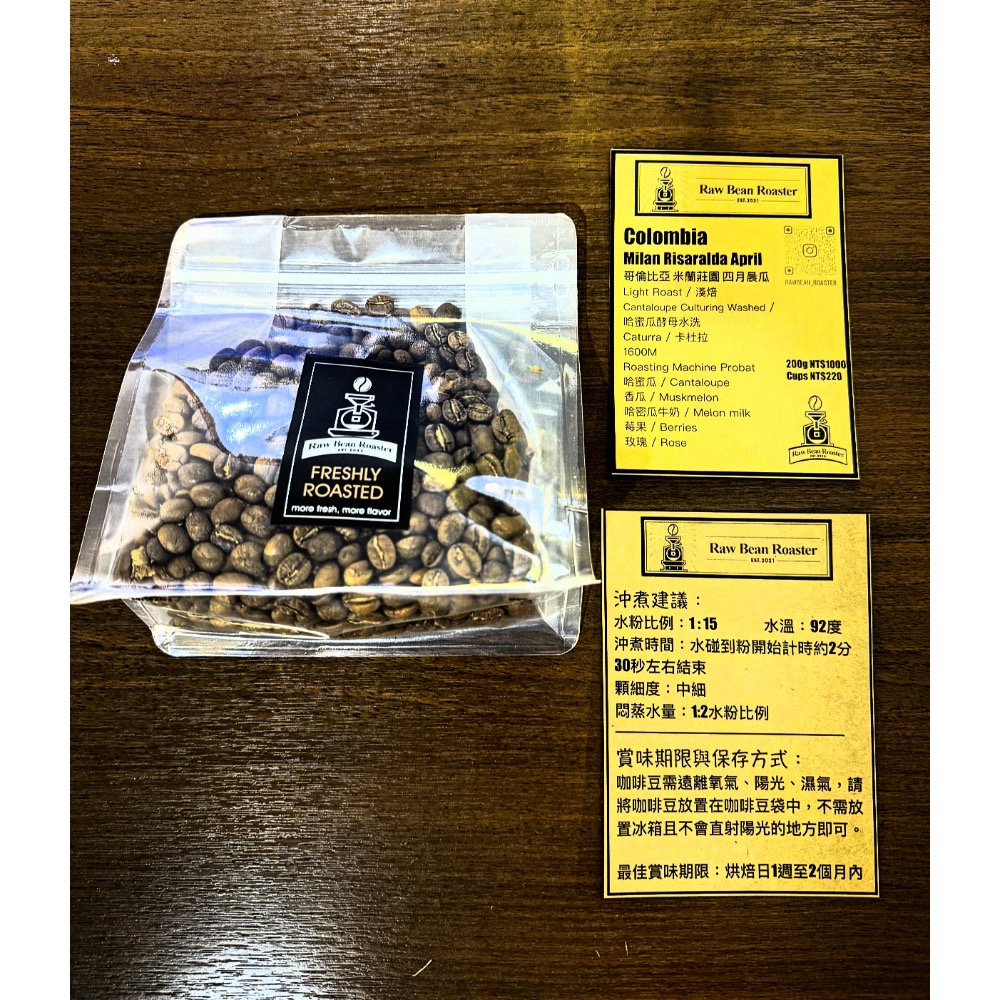 Raw Bean Roaster
EST.2021
FRESHLY
ROASTED
more fresh, more flavor
Raw Bean Roaster
EST.2021
Colombia
Milan Risaralda April
哥倫比亞 米蘭莊園 四月晨瓜
Light Roast / 淺焙
Cantaloupe Culturing Washed /
哈蜜瓜酵母水洗
Caturra / 卡杜拉
1600M
Roasting Machine Probat
哈蜜瓜 / Cantaloupe
香瓜 / Muskmelon
哈密瓜牛奶 / Melon milk
莓果 / Berries
玫瑰 / Rose
RAWBEAN_ROASTER
200g NT$1000
Cups NT$220
Raw Bean Roaster
Raw Bean Roaster
EST.2021
沖煮建議：
水粉比例：1:15 水溫：92度
沖煮時間：水碰到粉開始計時約2分
30秒左右結束
顆細度：中細
悶蒸水量：1:2水粉比例
賞味期限與保存方式：
咖啡豆需遠離氧氣、陽光、濕氣，請
將咖啡豆放置在咖啡豆袋中，不需放
置冰箱且不會直射陽光的地方即可。
最佳賞味期限：烘焙日1週至2個月內